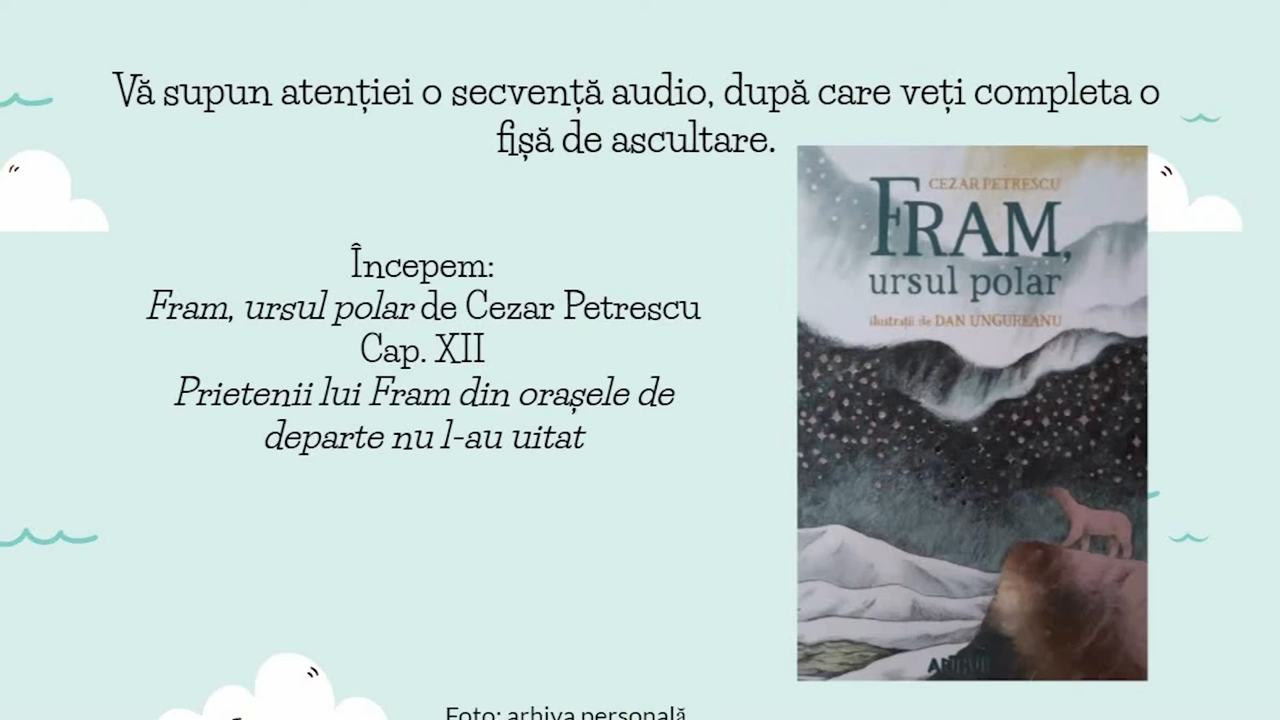 Vă supun atenției o secvență audio, după care veți completa o
fișă de ascultare.
Începem:
Fram, ursul polar de Cezar Petrescu
Cap. XII
Prietenii lui Fram din orașele de
departe nu l-au uitat
CEZAR PETRESCU
FRAM,
ursul polar
ilustrații de DAN UNGUREANU
ARTHUR
Foto: arhiva personală